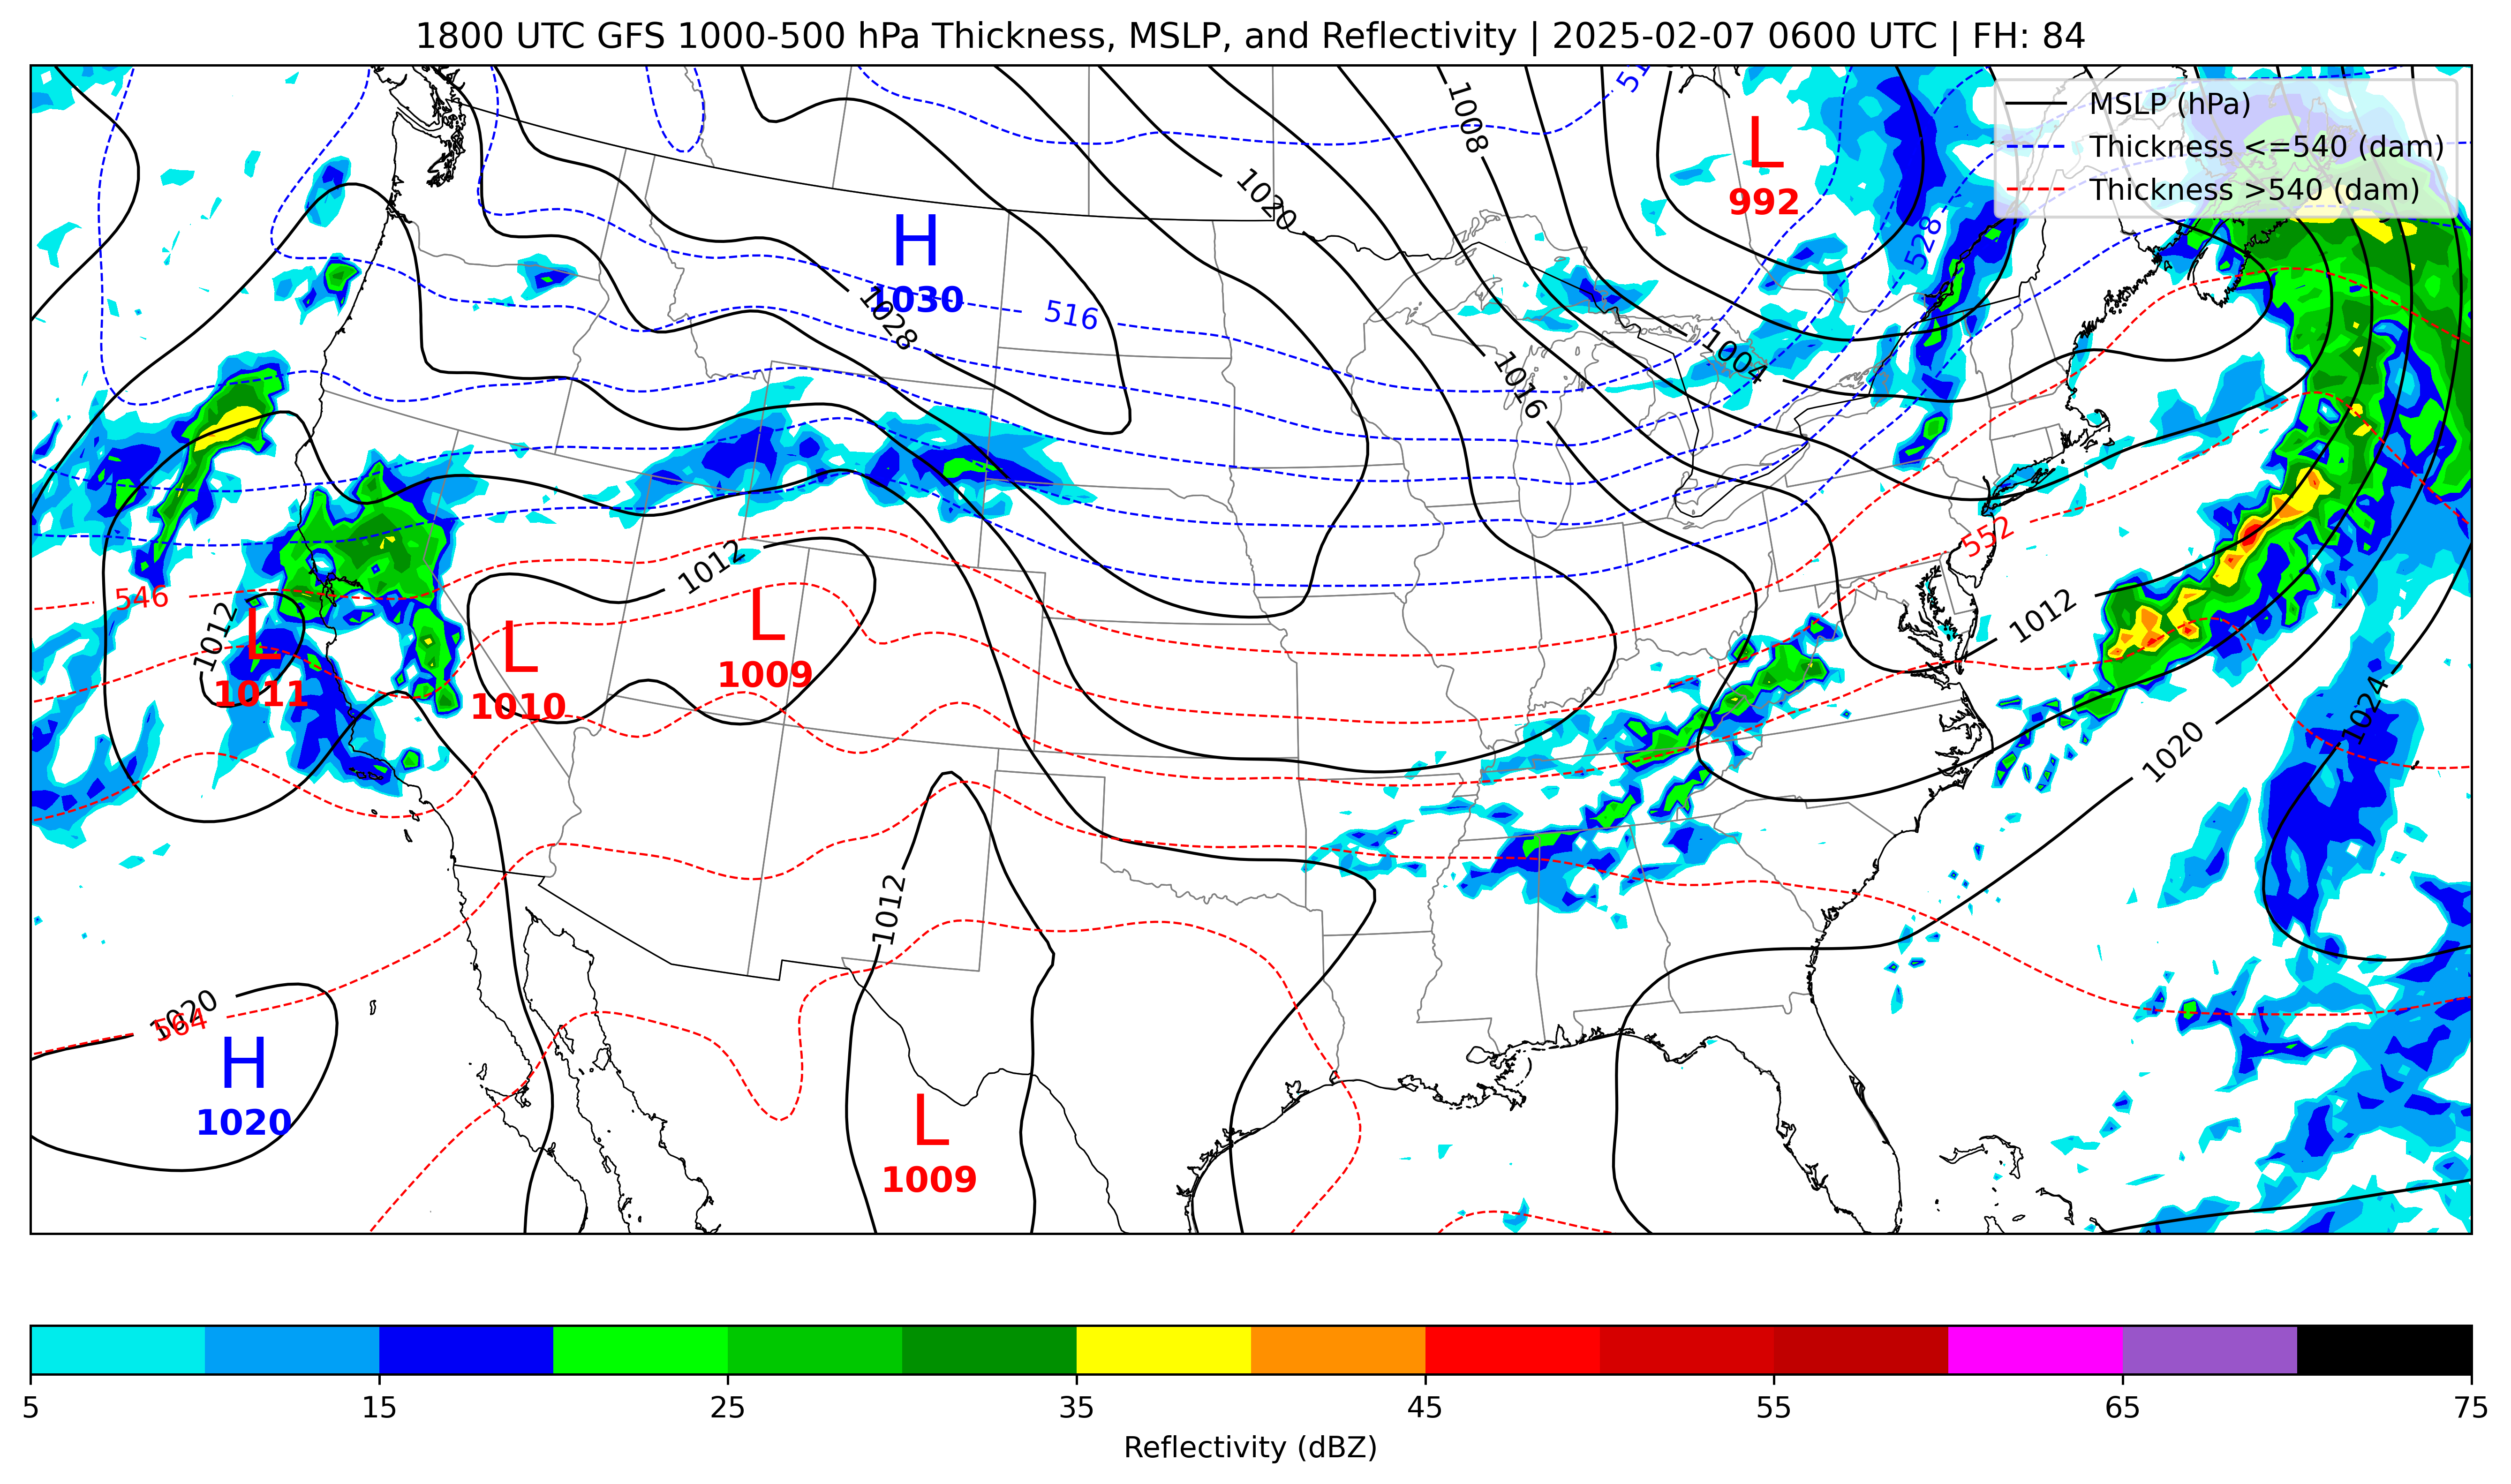 1800 UTC GFS 1000-500 hPa Thickness, MSLP, and Reflectivity | 2025-02-07 0600 UTC | FH: 84
MSLP (hPa)
Thickness <=540 (dam)
Thickness >540 (dam)
1008
L
992
1020
528
H
1030
1028
516
1004
1016
1012
552
546
1012
L
1011
L
1010
L
1009
1012
1020
1024
1012
1020
564
H
1020
L
1009
5
15
25
35
45
55
65
75
Reflectivity (dBZ)